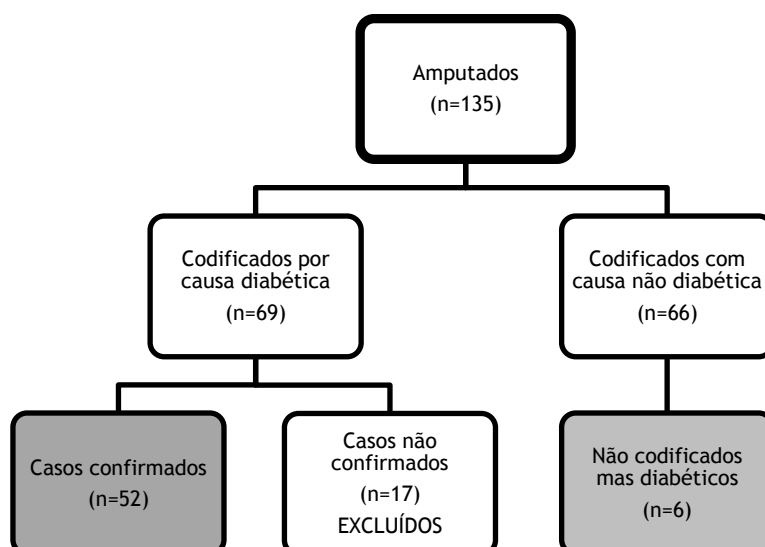 Amputados
(n=135)
Codificados por
causa diabética
(n=69)
Codificados com
causa não diabética
(n=66)
Casos confirmados
(n=52)
Casos não
confirmados
(n=17)
EXCLUÍDOS
Não codificados
mas diabéticos
(n=6)